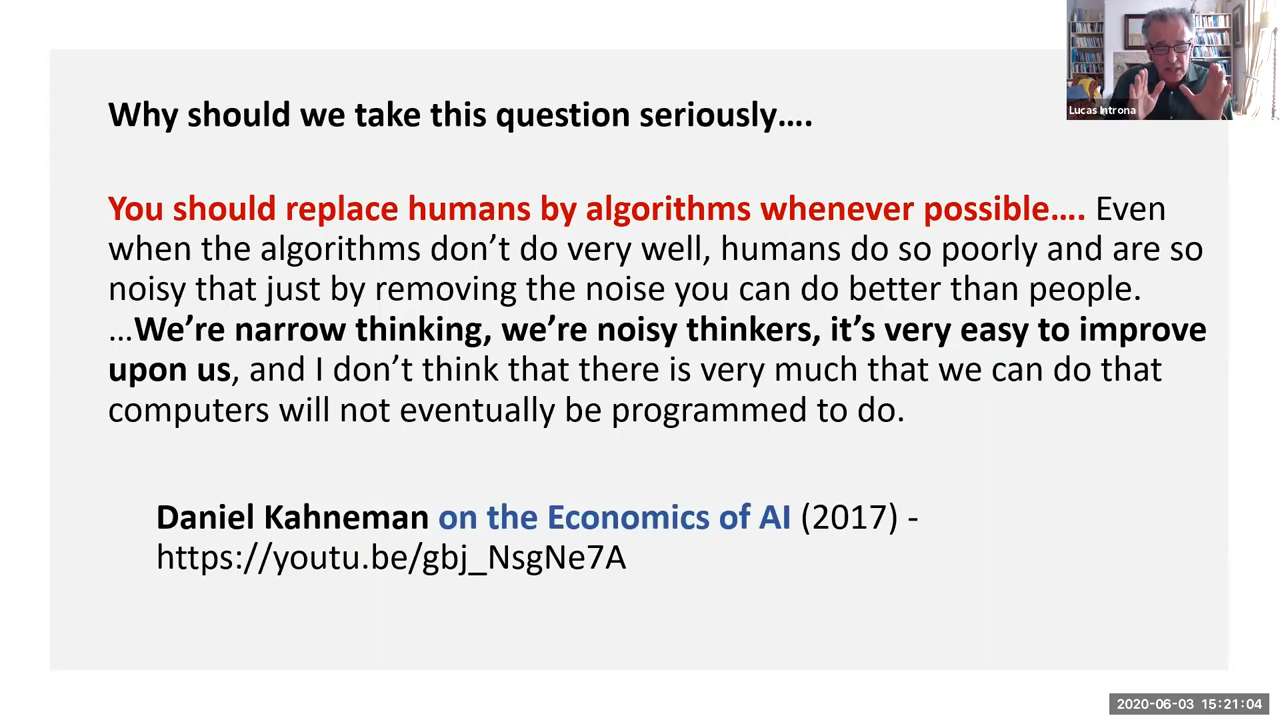 Lucas Introna
Why should we take this question seriously….
You should replace humans by algorithms whenever possible…. Even
when the algorithms don’t do very well, humans do so poorly and are so
noisy that just by removing the noise you can do better than people.
…We’re narrow thinking, we’re noisy thinkers, it’s very easy to improve
upon us, and I don’t think that there is very much that we can do that
computers will not eventually be programmed to do.
Daniel Kahneman on the Economics of AI (2017) -
https://youtu.be/gbj_NsgNe7A
2020-06-03 15:21:04